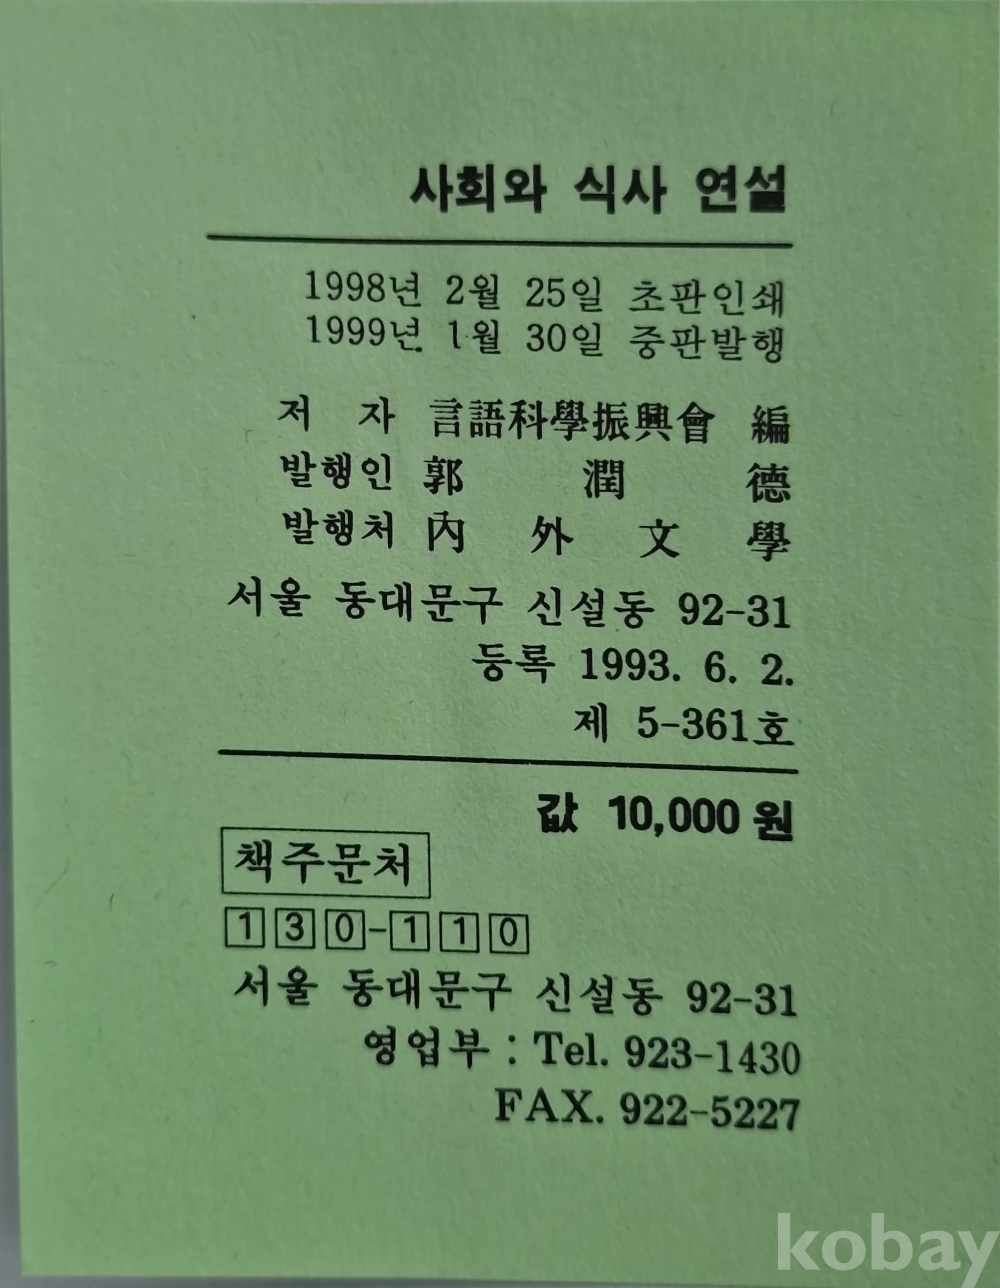 사회와 식사 연설
1998년 2월 25일 초판인쇄
1999년. 1월 30일 중판발행
저 자 言語科學振興會 編
발행인 郭 潤 德
발행처 內 外 文 學
서울 동대문구 신설동 92-31
등록 1993. 6. 2.
제 5-361호
값 10,000원
책주문처
130-110
서울 동대문구 신설동 92-31
영업부 : Tel. 923-1430
FAX. 922-5227
kobay